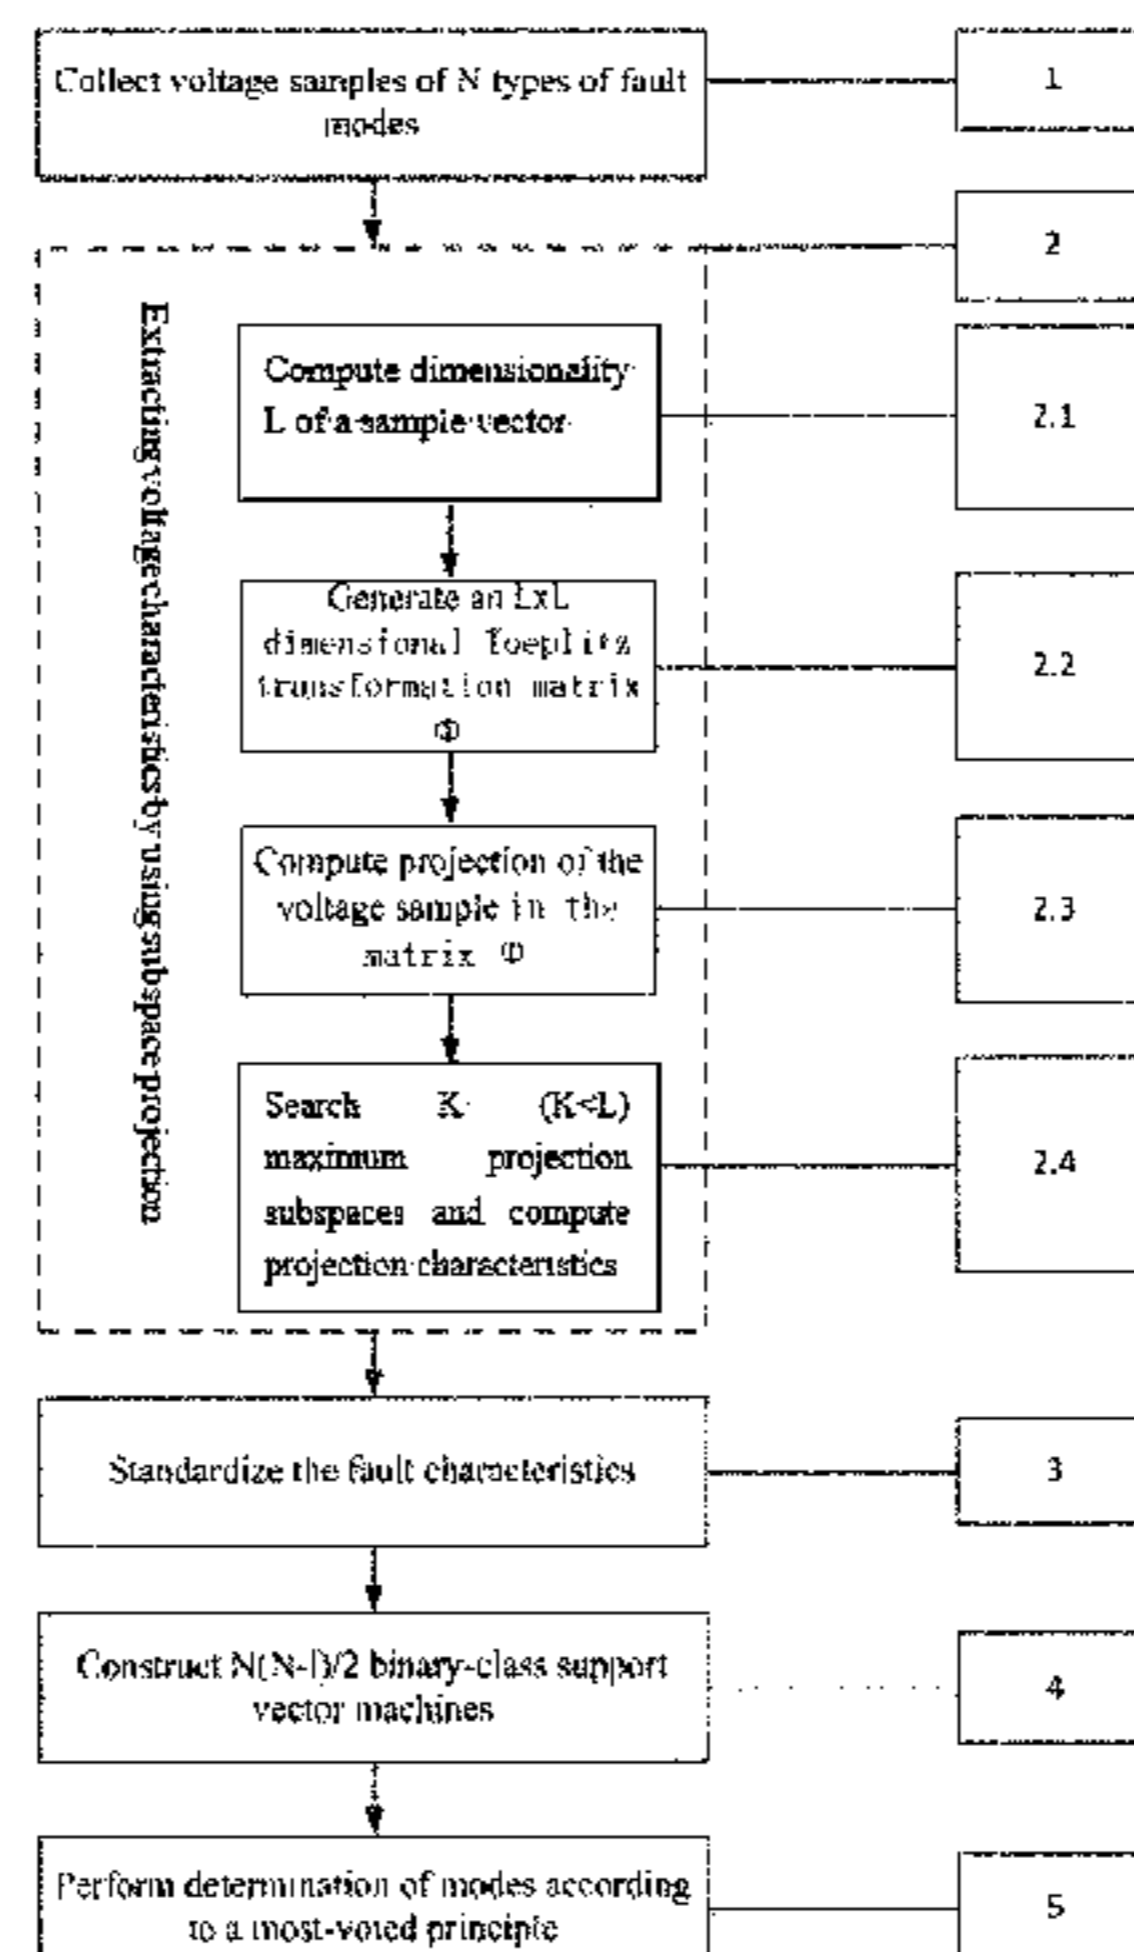 Collect voltage samples of N types of fault
modes
1
2
Extracting voltage characteristics by using subspace projection
Compute dimensionality
L of a sample vector
2.1
Generate an LxL
dimensional Toeplitz
transformation matrix
Φ
2.2
Compute projection of the
voltage sample in the
matrix Φ
2.3
Search K (K<L)
maximum projection
subspaces and compute
projection characteristics
2.4
Standardize the fault characteristics
3
Construct N(N-1)/2 binary-class support
vector machines
4
Perform determination of modes according
to a most-voted principle
5